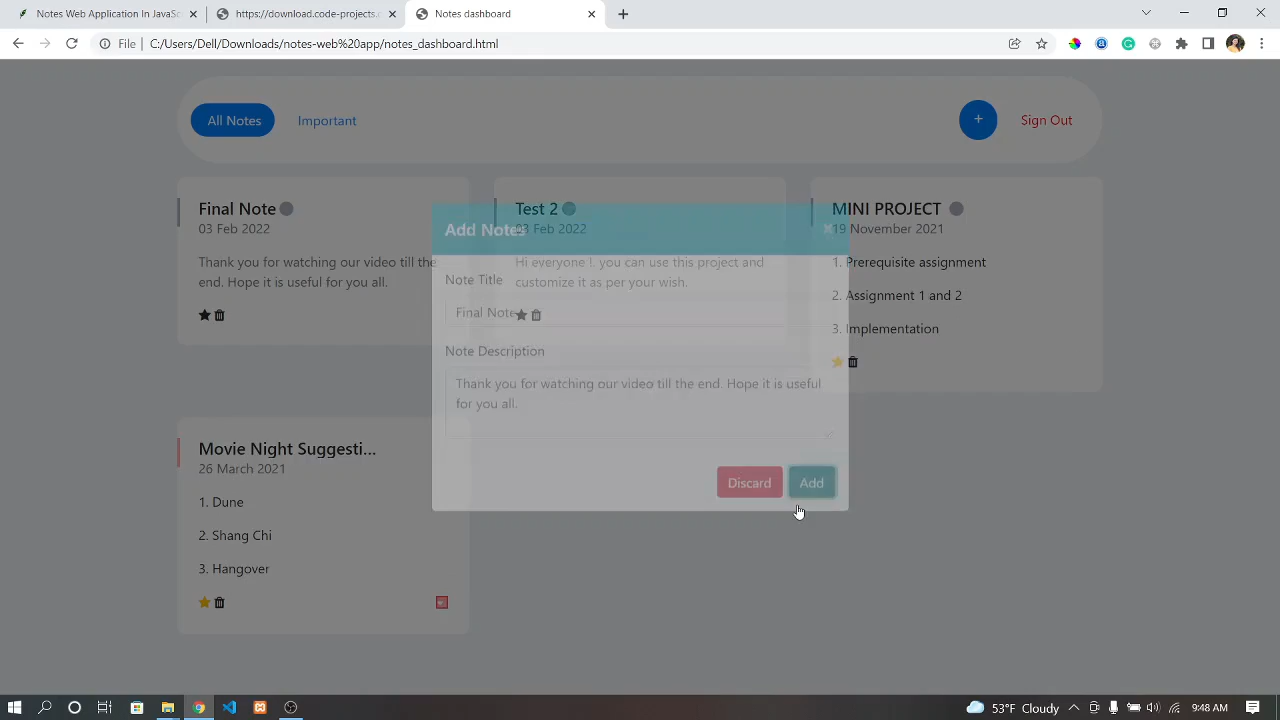 Notes Web Application In JavaSc
https://download.code-projects.o
Notes dashboard
File
C:/Users/Dell/Downloads/notes-web%20app/notes_dashboard.html
All Notes
Important
+
Sign Out
Final Note
03 Feb 2022
Thank you for watching our video till the
end. Hope it is useful for you all.
Test 2
03 Feb 2022
Hi everyone !. you can use this project and
customize it as per your wish.
MINI PROJECT
19 November 2021
1. Prerequisite assignment
2. Assignment 1 and 2
3. Implementation
Add Notes
Note Title
Final Note
Note Description
Thank you for watching our video till the end. Hope it is useful
for you all.
Discard
Add
Movie Night Suggesti...
26 March 2021
1. Dune
2. Shang Chi
3. Hangover
53°F Cloudy
9:48 AM